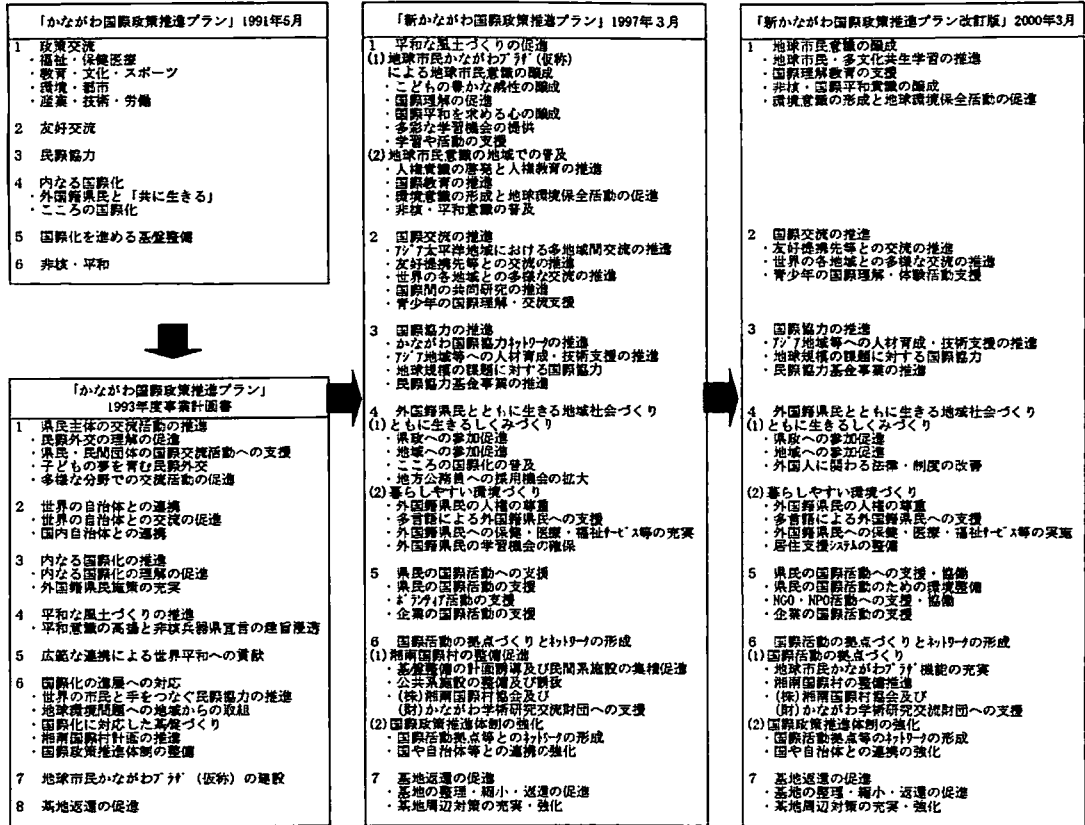 「かながわ国際政策推進プラン」1991年5月
1 政策交流
・福祉・保健医療
・教育・文化・スポーツ
・環境・都市
・産業・技術・労働
2 友好交流
3 民際協力
4 内なる国際化
・外国籍県民と「共に生きる」
・こころの国際化
5 国際化を進める基盤整備
6 非核・平和
「かながわ国際政策推進プラン」
1993年度事業計画書
1 県民主体の交流活動の推進
・民際外交の理解の促進
・県民・民間団体の国際交流活動への支援
・子どもの夢を育む民際外交
・多様な分野での交流活動の促進
2 世界の自治体との連携
・世界の自治体との交流の促進
・国内自治体との連携
3 内なる国際化の推進
・内なる国際化の理解の促進
・外国籍県民施策の充実
4 平和な風土づくりの推進
・平和意識の高揚と非核兵器県宣言の趣旨浸透
5 広範な連携による世界平和への貢献
6 国際化の進展への対応
・世界の市民と手をつなぐ民際協力の推進
・地球環境問題への地域からの取組
・国際化に対応した基盤づくり
・湘南国際村計画の推進
・国際政策推進体制の整備
7 地球市民かながわプラザ（仮称）の建設
8 基地返還の促進
「新かながわ国際政策推進プラン」1997年3月
1 平和な風土づくりの促進
(1)地球市民かながわプラザ(仮称)
による地球市民意識の醸成
・こどもの豊かな感性の醸成
・国際理解の促進
・国際平和を求める心の醸成
・多彩な学習機会の提供
・学習や活動の支援
(2)地球市民意識の地域での普及
・人権意識の啓発と人権教育の推進
・国際教育の推進
・環境意識の形成と地球環境保全活動の促進
・非核・平和意識の普及
2 国際交流の推進
・アジア太平洋地域における多地域間交流の推進
・友好提携先等との交流の推進
・世界の各地域との多様な交流の推進
・国際間の共同研究の推進
・青少年の国際理解・交流支援
3 国際協力の推進
・かながわ国際協力ネットワークの推進
・アジア地域等への人材育成・技術支援の推進
・地球規模の課題に対する国際協力
・民際協力基金事業の推進
4 外国籍県民とともに生きる地域社会づくり
(1)ともに生きるしくみづくり
・県政への参加促進
・地域への参加促進
・こころの国際化の普及
・地方公務員への採用機会の拡大
(2)暮らしやすい環境づくり
・外国籍県民の人権の尊重
・多言語による外国籍県民への支援
・外国籍県民への保健・医療・福祉サービス等の充実
・外国籍県民の学習機会の確保
5 県民の国際活動への支援
・県民の国際活動の支援
・ボランティア活動の支援
・企業の国際活動の支援
6 国際活動の拠点づくりとネットワークの形成
(1)湘南国際村の整備促進
・基盤整備の計画誘導及び民間県施設の集積促進
・公共系施設の整備及び誘致
・(株)湘南国際村協会及び
(財)かながわ学術研究交流財団への支援
(2)国際政策推進体制の強化
・国際活動拠点等とのネットワークの形成
・国や自治体等との連携の強化
7 基地返還の促進
・基地の整理・縮小・返還の促進
・基地周辺対策の充実・強化
「新かながわ国際政策推進プラン改訂版」2000年3月
1 地球市民意識の醸成
・地球市民・多文化共生学習の推進
・国際理解教育の支援
・非核・国際平和意識の醸成
・環境意識の形成と地球環境保全活動の促進
2 国際交流の推進
・友好提携先等との交流の推進
・世界の各地域との多様な交流の推進
・青少年の国際理解・体験活動支援
3 国際協力の推進
・アジア地域等への人材育成・技術支援の推進
・地球規模の課題に対する国際協力
・民際協力基金事業の推進
4 外国籍県民とともに生きる地域社会づくり
(1)ともに生きるしくみづくり
・県政への参加促進
・地域への参加促進
・外国人に関わる法律・制度の改善
(2)暮らしやすい環境づくり
・外国籍県民の人権の尊重
・多言語による外国籍県民への支援
・外国籍県民への保健・医療・福祉サービス等の実施
・居住支援システムの整備
5 県民の国際活動への支援・協働
・県民の国際活動のための環境整備
・NGO・NPO活動への支援・協働
・企業の国際活動の支援
6 国際活動の拠点づくりとネットワークの形成
(1)国際活動の拠点づくり
・地球市民かながわプラザ機能の充実
・湘南国際村の整備推進
・(株)湘南国際村協会及び
(財)かながわ学術研究交流財団への支援
(2)国際政策推進体制の強化
・国際活動拠点等とのネットワークの形成
・国や自治体との連携の強化
7 基地返還の促進
・基地の整理・縮小・返還の促進
・基地周辺対策の充実・強化